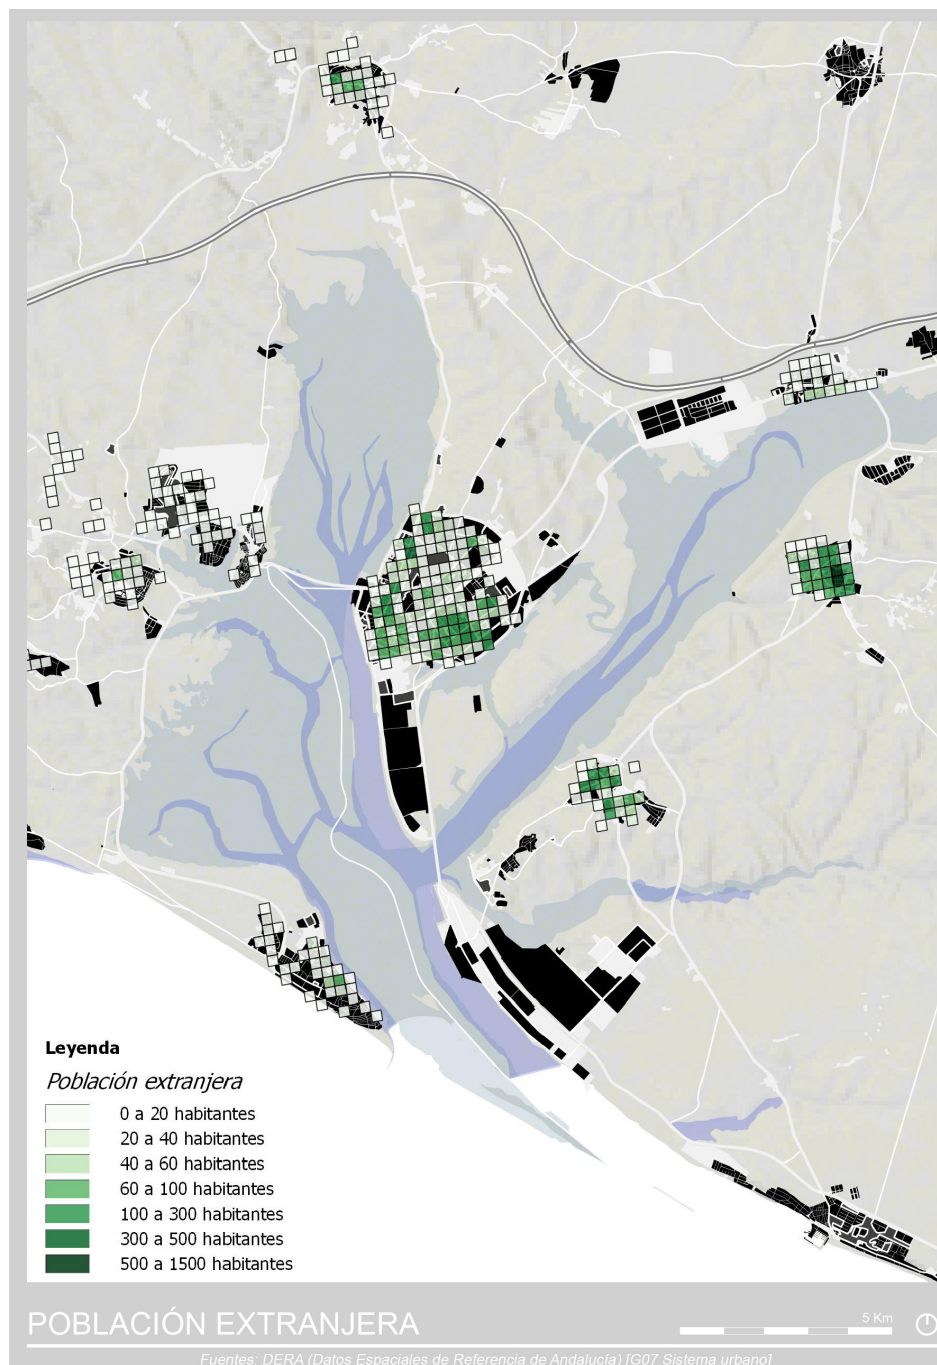 Leyenda
Población extranjera
0 a 20 habitantes
20 a 40 habitantes
40 a 60 habitantes
60 a 100 habitantes
100 a 300 habitantes
300 a 500 habitantes
500 a 1500 habitantes
POBLACIÓN EXTRANJERA
5 Km
Fuentes: DERA (Datos Espaciales de Referencia de Andalucía) [G07 Sistema urbano]